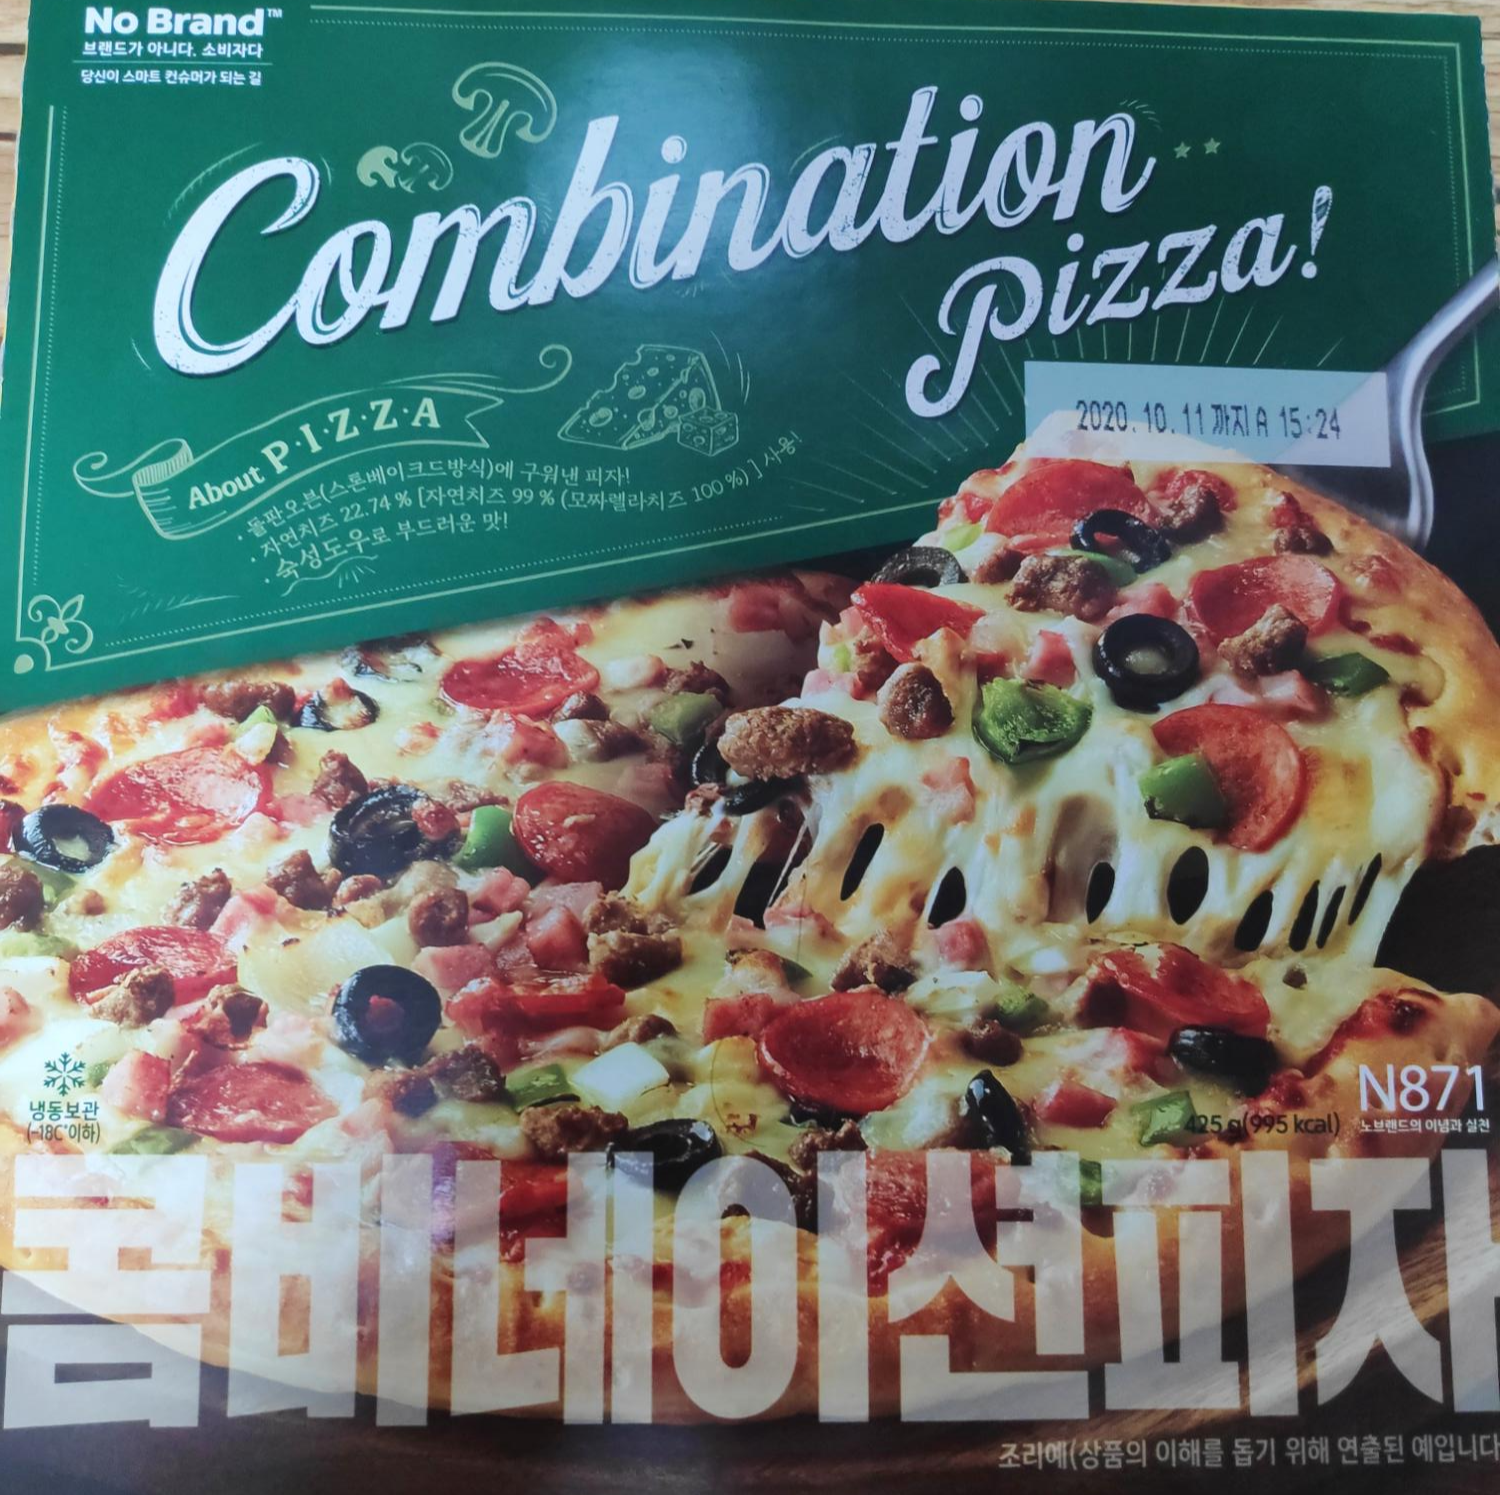 No Brand™
브랜드가 아니다. 소비자다
당신이 스마트 컨슈머가 되는 길
Combination
Pizza!
2020. 10. 11 까지 A 15:24
About P·I·Z·Z·A
· 돌판오븐(스톤베이크드방식)에 구워낸 피자!
· 자연치즈 22.74 % [자연치즈 99 % (모짜렐라치즈 100 %) ] 사용!
· 숙성도우로 부드러운 맛!
냉동보관
(-18C°이하)
N871
425 g(995 kcal)
노브랜드의 이념과 실천
콤비네이션피자
조리예(상품의 이해를 돕기 위해 연출된 예입니다